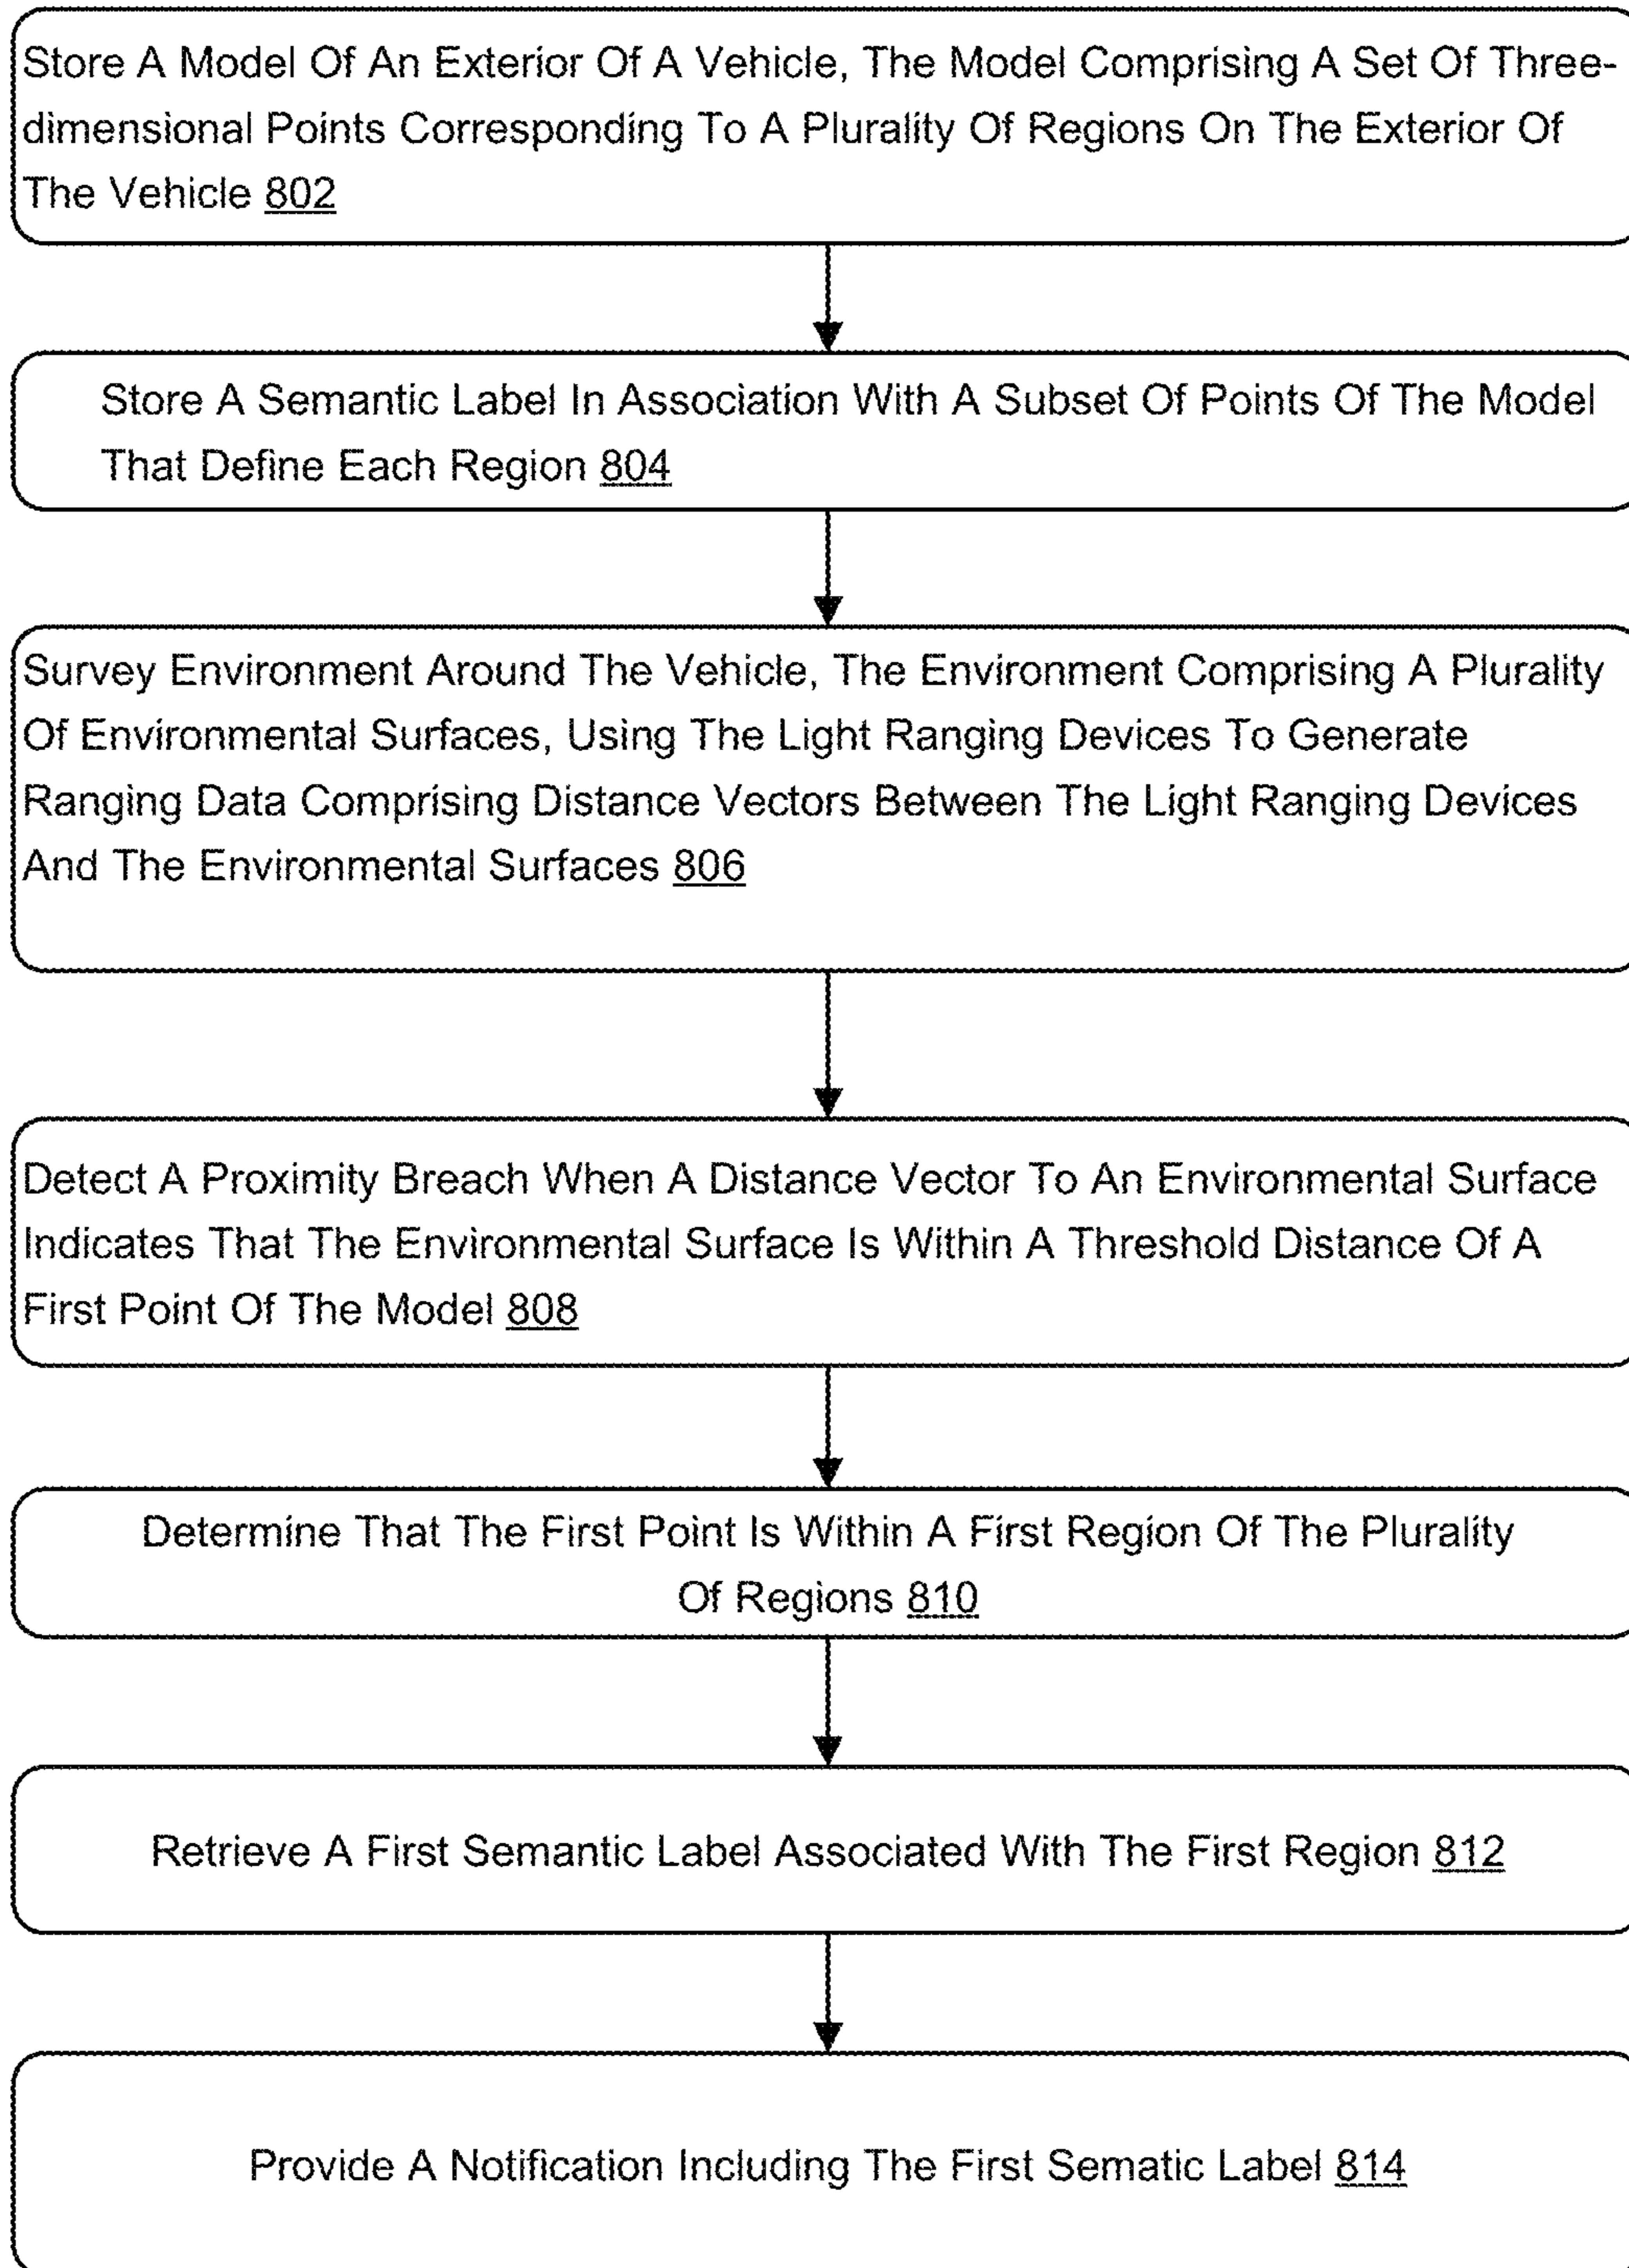 Store A Model Of An Exterior Of A Vehicle, The Model Comprising A Set Of Three-
dimensional Points Corresponding To A Plurality Of Regions On The Exterior Of
The Vehicle 802
Store A Semantic Label In Association With A Subset Of Points Of The Model
That Define Each Region 804
Survey Environment Around The Vehicle, The Environment Comprising A Plurality
Of Environmental Surfaces, Using The Light Ranging Devices To Generate
Ranging Data Comprising Distance Vectors Between The Light Ranging Devices
And The Environmental Surfaces 806
Detect A Proximity Breach When A Distance Vector To An Environmental Surface
Indicates That The Environmental Surface Is Within A Threshold Distance Of A
First Point Of The Model 808
Determine That The First Point Is Within A First Region Of The Plurality
Of Regions 810
Retrieve A First Semantic Label Associated With The First Region 812
Provide A Notification Including The First Sematic Label 814